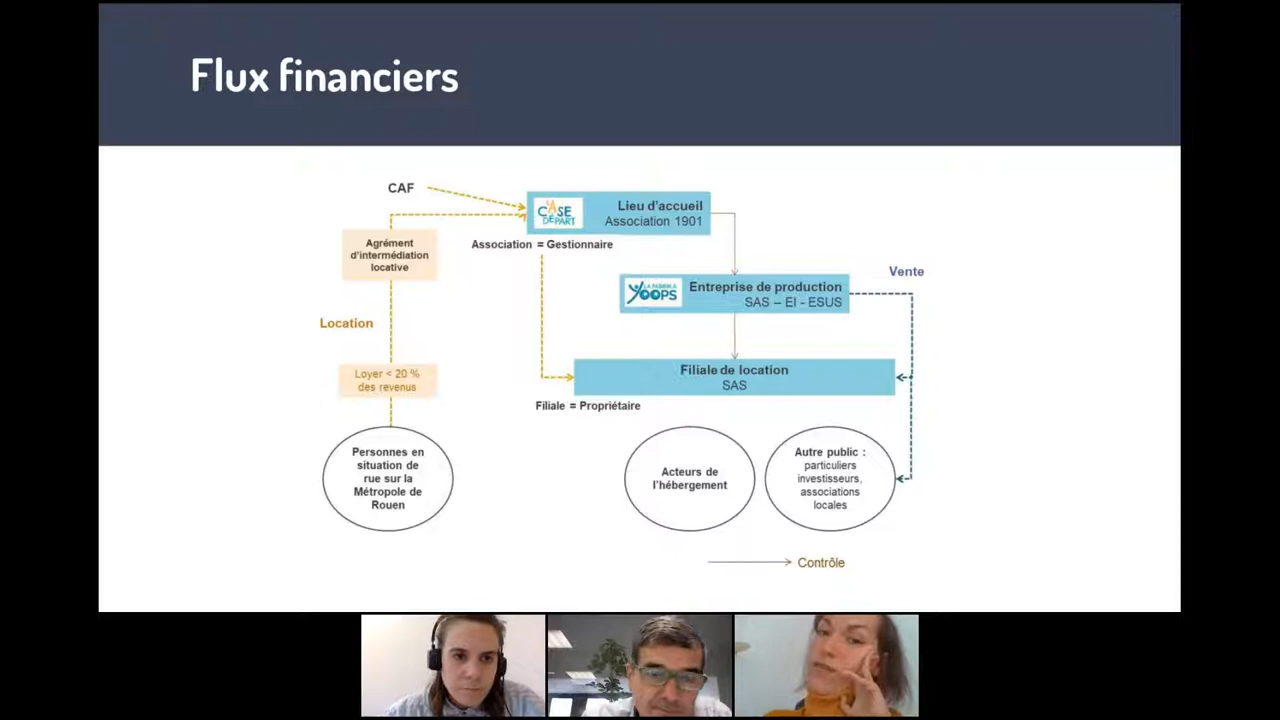 Flux financiers
CAF
LA
CASE
DÉPART
Lieu d'accueil
Association 1901
Agrément
d'intermédiation
locative
Association = Gestionnaire
LA FABRIK À
YOOPS
Entreprise de production
SAS – EI - ESUS
Vente
Location
Loyer < 20 %
des revenus
Filiale de location
SAS
Filiale = Propriétaire
Personnes en
situation de
rue sur la
Métropole de
Rouen
Acteurs de
l'hébergement
Autre public :
particuliers
investisseurs,
associations
locales
Contrôle